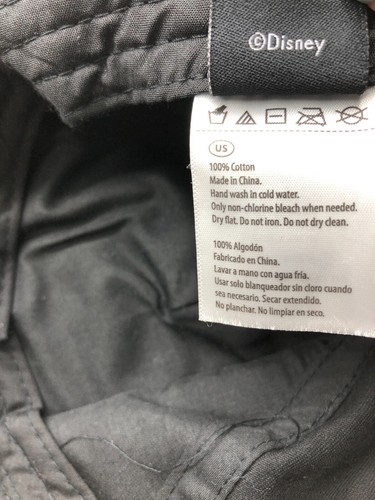 ©Disney
US
100% Cotton
Made in China.
Hand wash in cold water.
Only non-chlorine bleach when needed.
Dry flat. Do not iron. Do not dry clean.
100% Algodón
Fabricado en China.
Lavar a mano con agua fría.
Usar solo blanqueador sin cloro cuando
sea necesario. Secar extendido.
No planchar. No limpiar en seco.